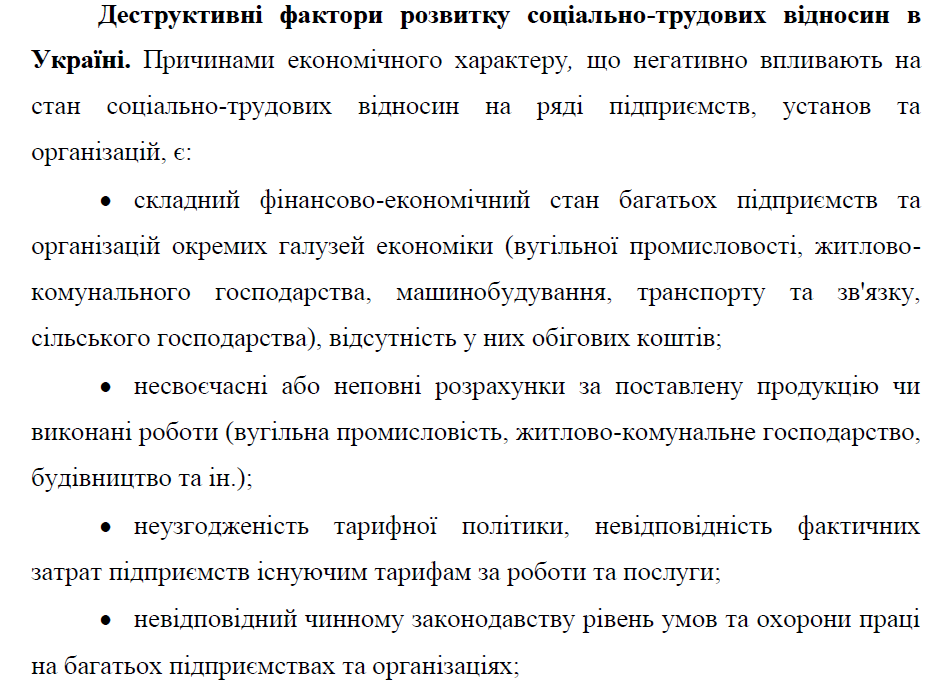 Деструктивні фактори розвитку соціально-трудових відносин в
Україні. Причинами економічного характеру, що негативно впливають на
стан соціально-трудових відносин на ряді підприємств, установ та
організацій, є:
• складний фінансово-економічний стан багатьох підприємств та
організацій окремих галузей економіки (вугільної промисловості, житлово-
комунального господарства, машинобудування, транспорту та зв'язку,
сільського господарства), відсутність у них обігових коштів;
• несвоєчасні або неповні розрахунки за поставлену продукцію чи
виконані роботи (вугільна промисловість, житлово-комунальне господарство,
будівництво та ін.);
• неузгодженість тарифної політики, невідповідність фактичних
затрат підприємств існуючим тарифам за роботи та послуги;
• невідповідний чинному законодавству рівень умов та охорони праці
на багатьох підприємствах та організаціях;